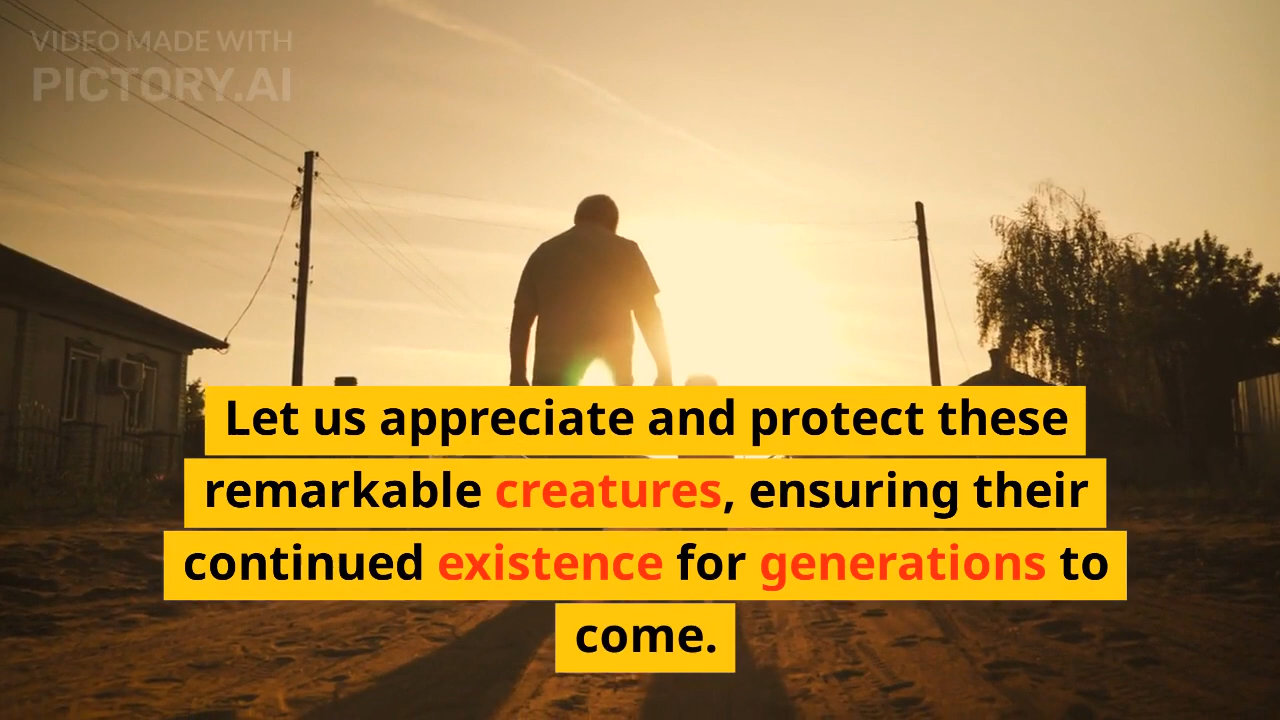 VIDEO MADE WITH
PICTORY.AI
Let us appreciate and protect these
remarkable creatures, ensuring their
continued existence for generations to
come.